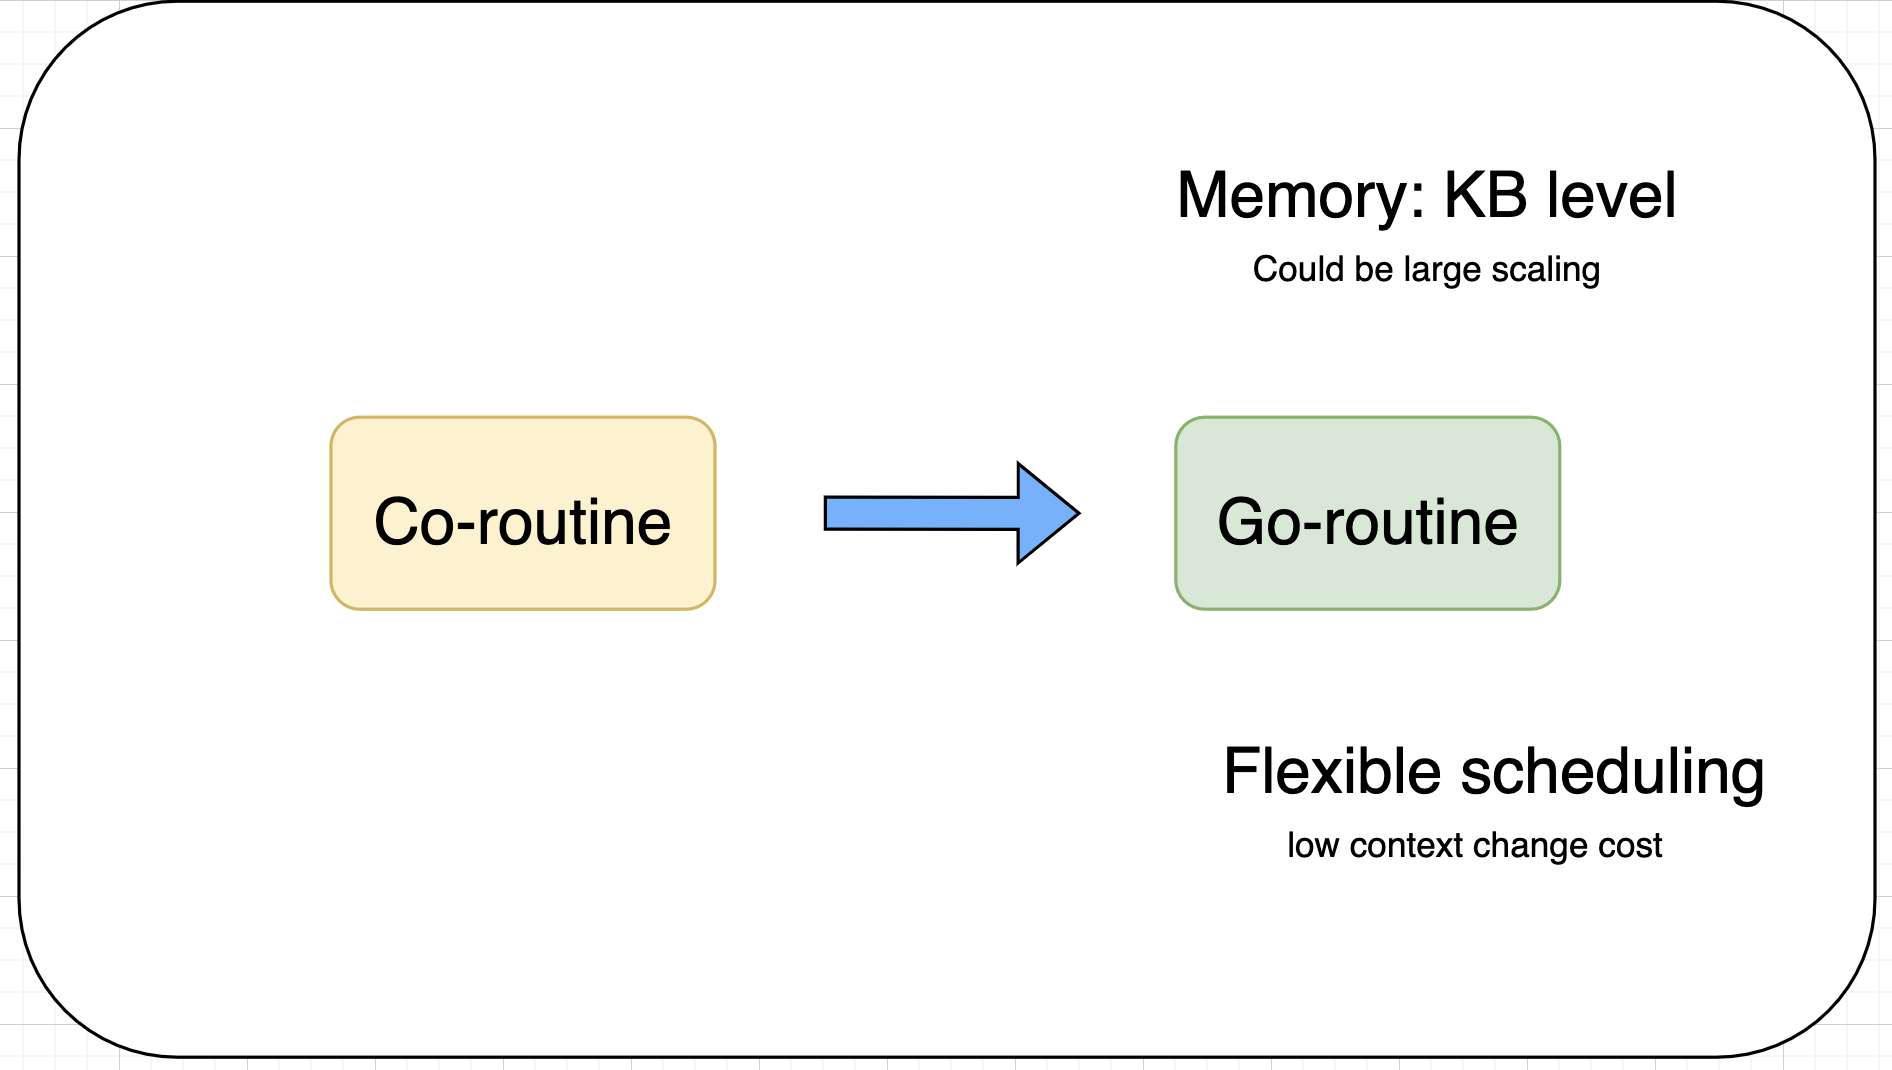 Memory: KB level
Could be large scaling
Co-routine
Go-routine
Flexible scheduling
low context change cost